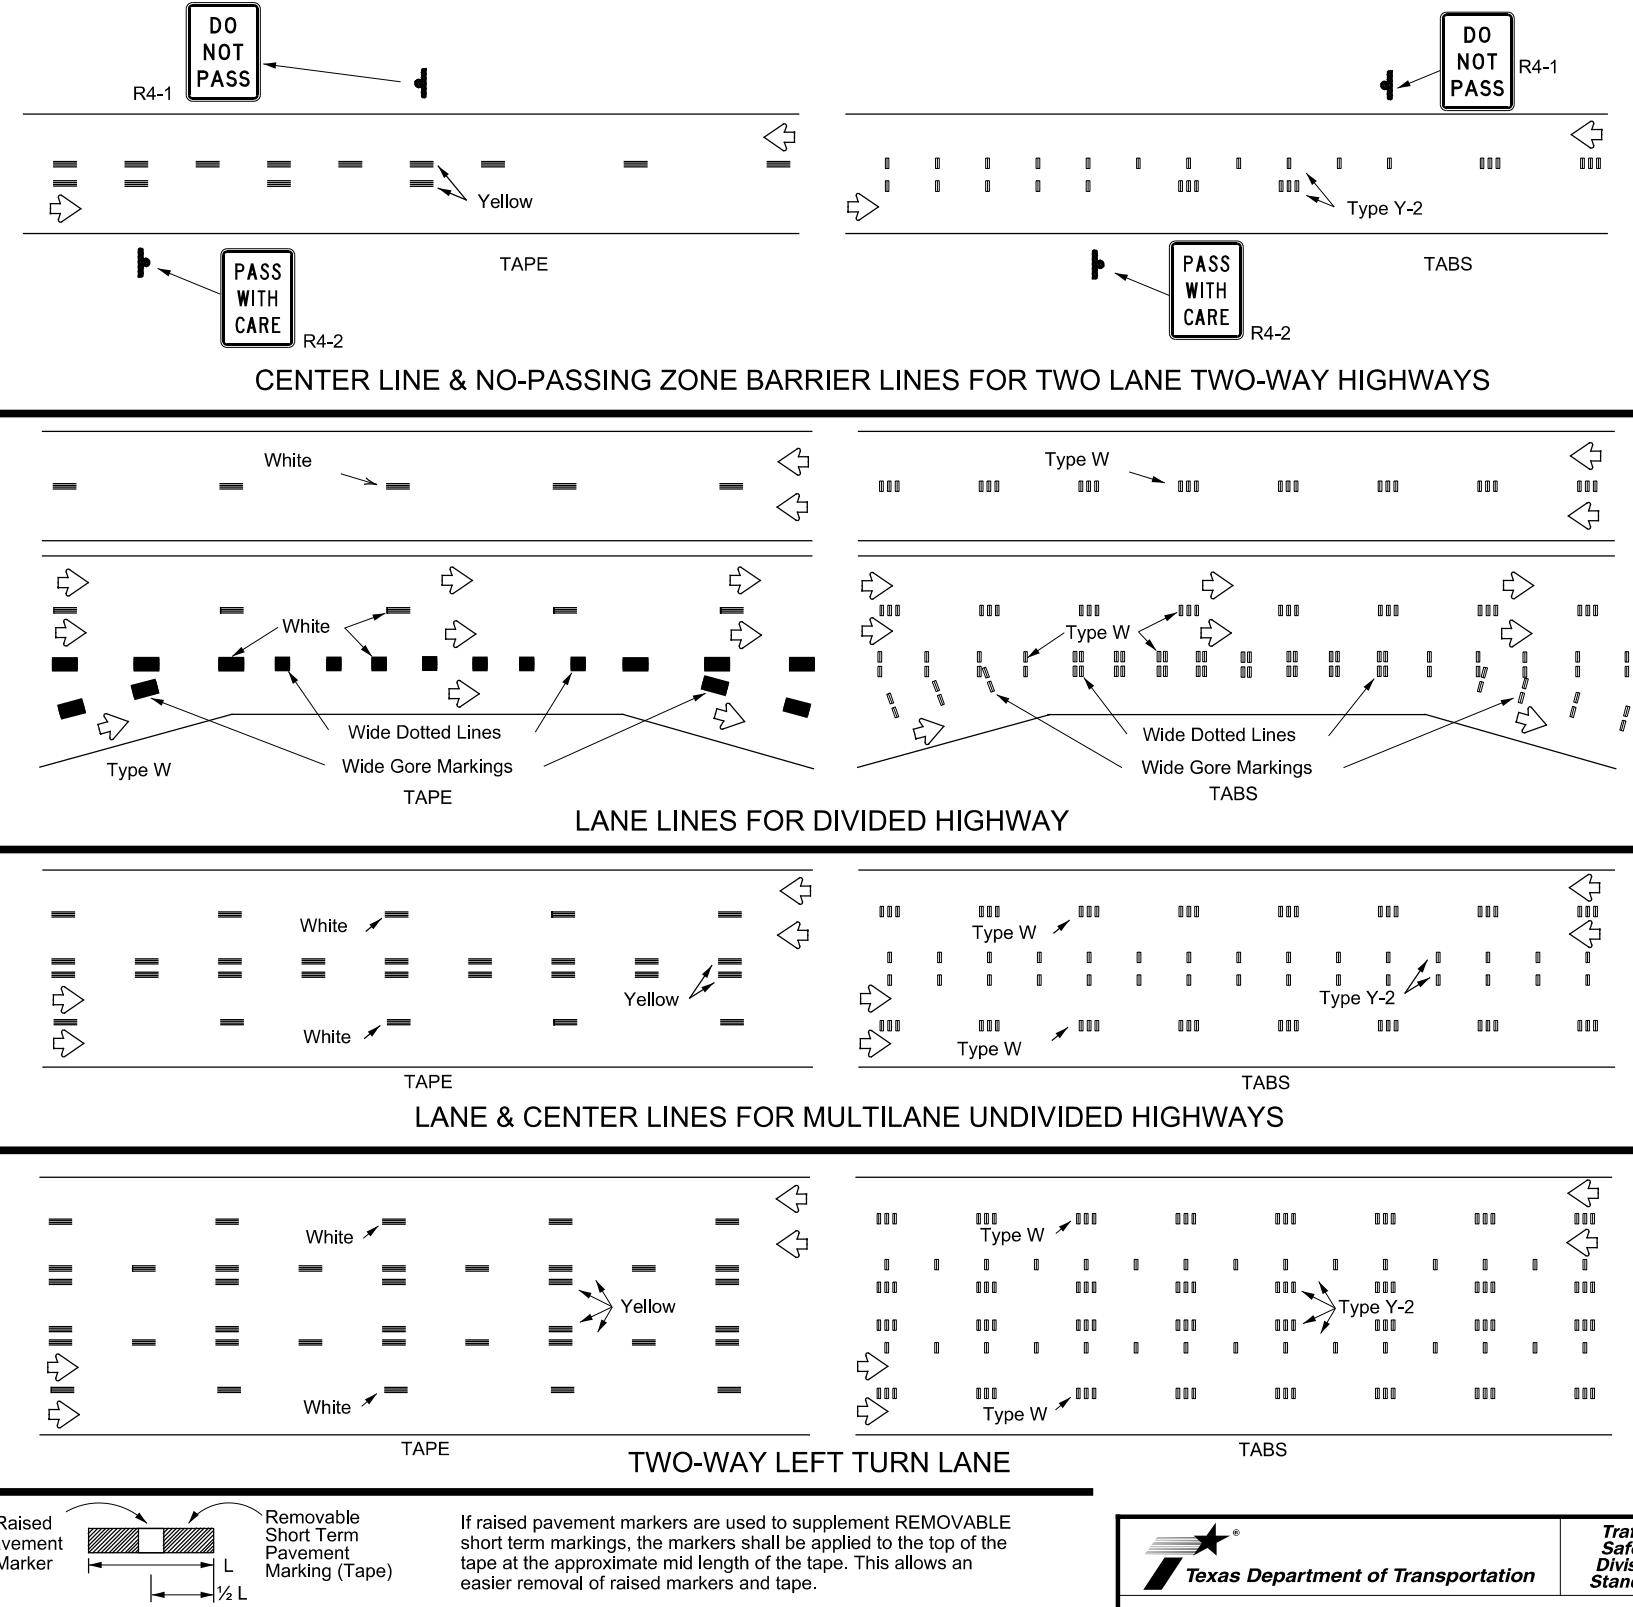 DO
NOT
PASS
R4-1
Yellow
TAPE
PASS
WITH
CARE
R4-2
DO
NOT
PASS
R4-1
Type Y-2
TABS
PASS
WITH
CARE
R4-2
CENTER LINE & NO-PASSING ZONE BARRIER LINES FOR TWO LANE TWO-WAY HIGHWAYS
White
Type W
White
Wide Dotted Lines
Wide Gore Markings
Type W
TAPE
Type W
Wide Dotted Lines
Wide Gore Markings
TABS
LANE LINES FOR DIVIDED HIGHWAY
White
Yellow
White
TAPE
Type W
Type Y-2
Type W
TABS
LANE & CENTER LINES FOR MULTILANE UNDIVIDED HIGHWAYS
White
Yellow
White
TAPE
Type W
Type Y-2
Type W
TABS
TWO-WAY LEFT TURN LANE
Raised
Marker
Removable
Short Term
Pavement
Marking (Tape)
L
½ L
If raised pavement markers are used to supplement REMOVABLE
short term markings, the markers shall be applied to the top of the
tape at the approximate mid length of the tape. This allows an
easier removal of raised markers and tape.
®
Texas Department of Transportation